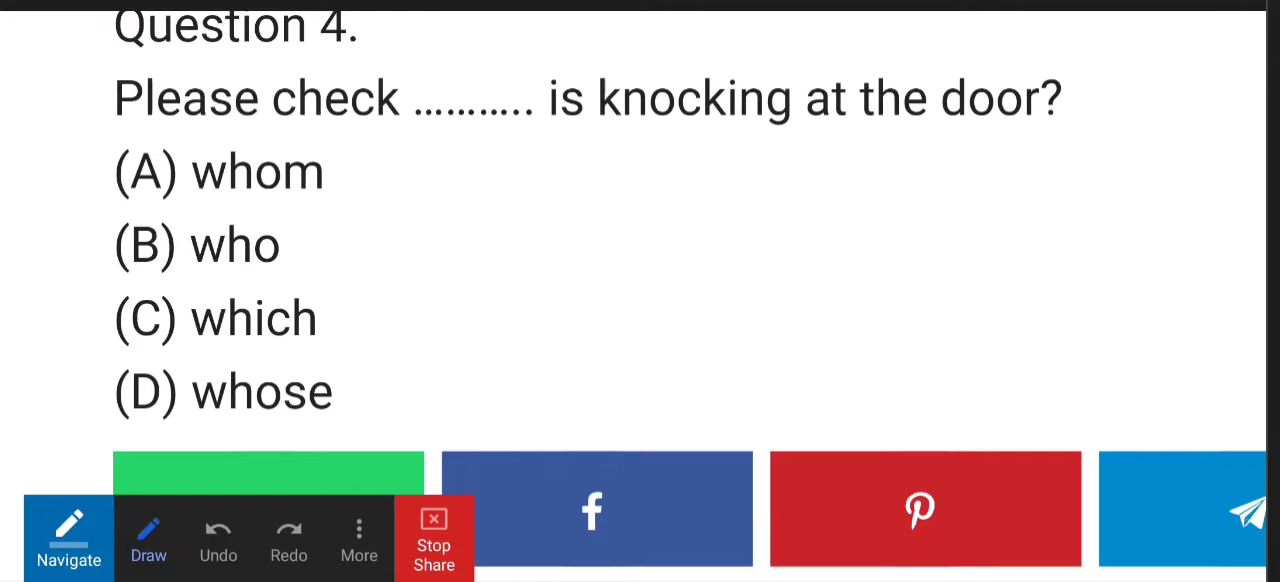 Question 4.
Please check ........... is knocking at the door?
(A) whom
(B) who
(C) which
(D) whose
Navigate
Draw
Undo
Redo
More
Stop
Share